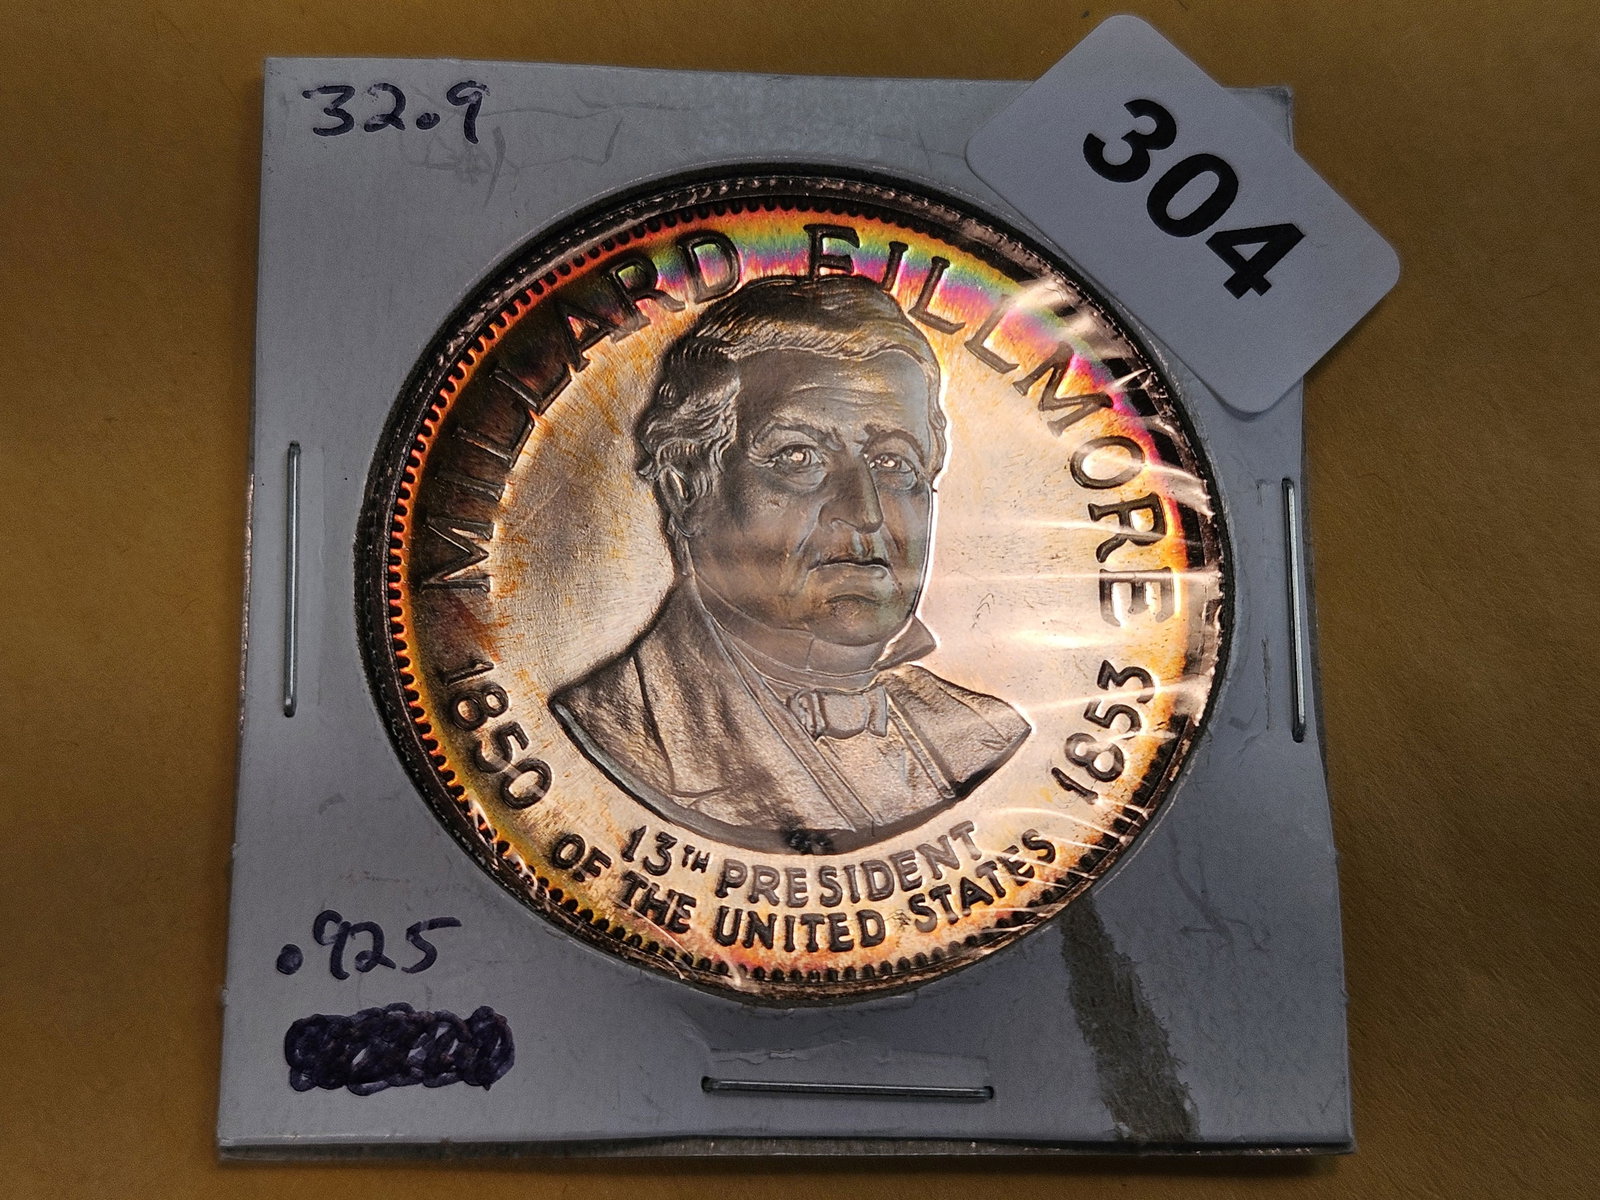 32.9
304
MILLARD FILLMORE
1850
1853
13TH PRESIDENT
OF THE UNITED STATES
.925